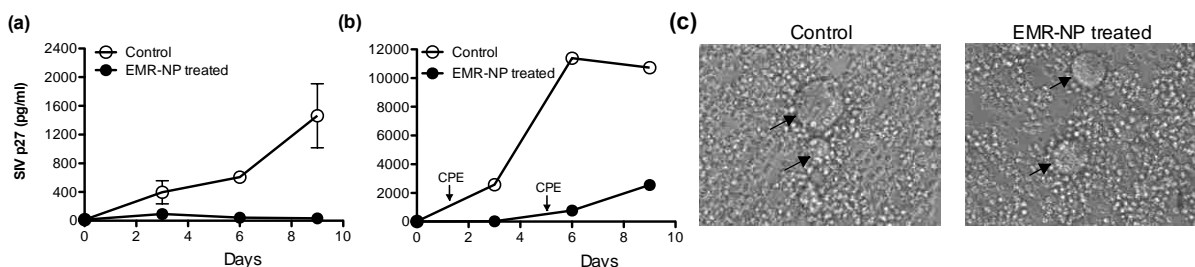 (a)
SIV p27 (pg/ml)
2400
2000
1600
1200
800
400
0
0 2 4 6 8 10
Days
Control
EMR-NP treated
(b)
12000
10000
8000
6000
4000
2000
0
0 2 4 6 8 10
Days
Control
EMR-NP treated
CPE
CPE
(c)
Control
EMR-NP treated